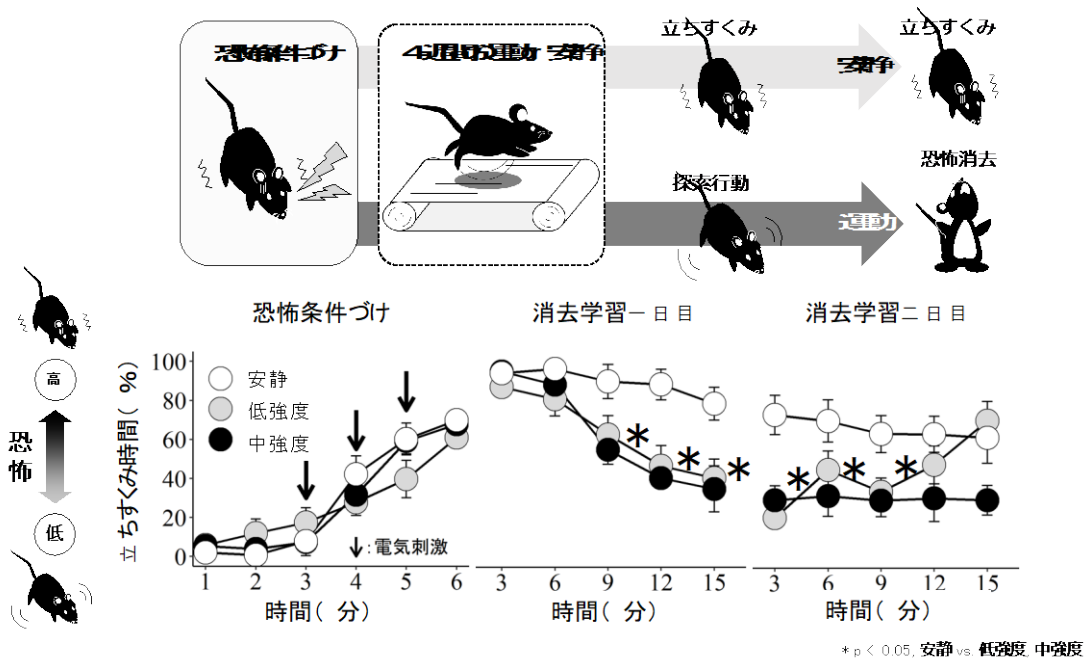 恐怖条件づけ
4週間の運動/安静
立ちすくみ
立ちすくみ
安静
探索行動
恐怖消去
運動
恐怖条件づけ
消去学習一日目
消去学習二日目
高
恐怖
低
立ちすくみ時間( %)
100
80
60
40
20
0
安静
低強度
中強度
↓:電気刺激
1 2 3 4 5 6
3 6 9 12 15
3 6 9 12 15
時間( 分)
時間( 分)
時間( 分)
* * *
* * *
* p < 0.05, 安静 vs. 低強度, 中強度